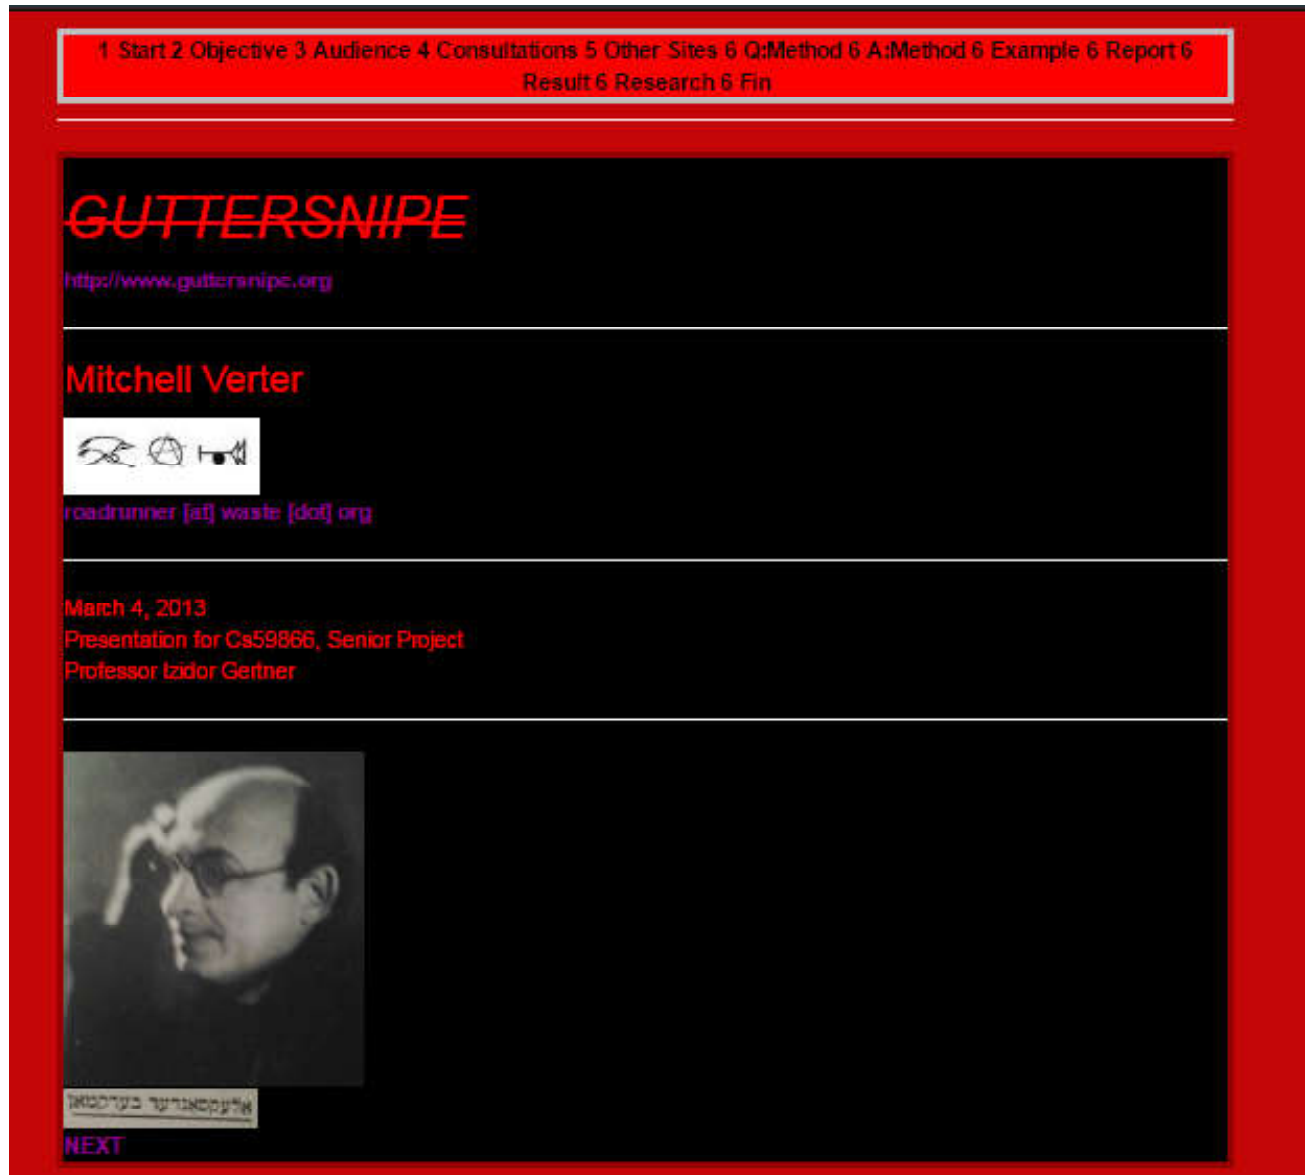 1 Start 2 Objective 3 Audience 4 Consultations 5 Other Sites 6 Q:Method 6 A:Method 6 Example 6 Report 6
Result 6 Research 6 Fin
GUTTERSNIPE
http://www.guttersnipe.org
Mitchell Verter
roadrunner [at] waste [dot] org
March 4, 2013
Presentation for Cs59866, Senior Project
Professor Izidor Gertner
אלעקסאנדער בערקמאן
NEXT